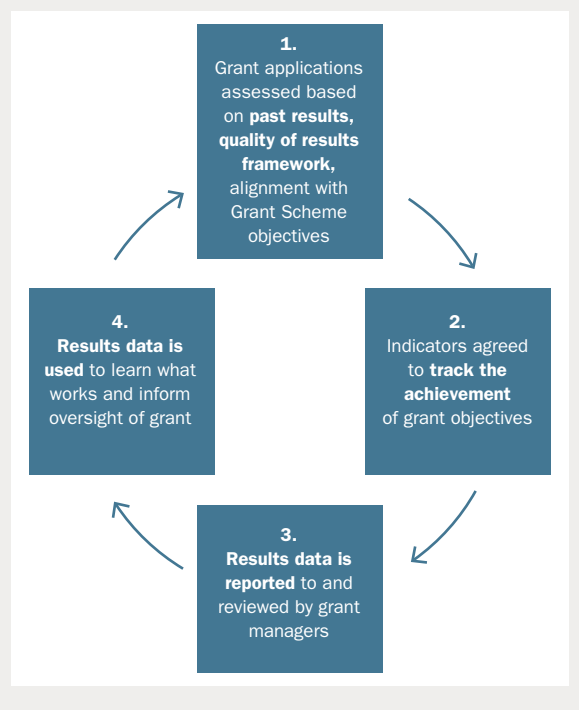 1.
Grant applications
assessed based
on past results,
quality of results
framework,
alignment with
Grant Scheme
objectives
2.
Indicators agreed
to track the
achievement
of grant objectives
3.
Results data is
reported to and
reviewed by grant
managers
4.
Results data is
used to learn what
works and inform
oversight of grant